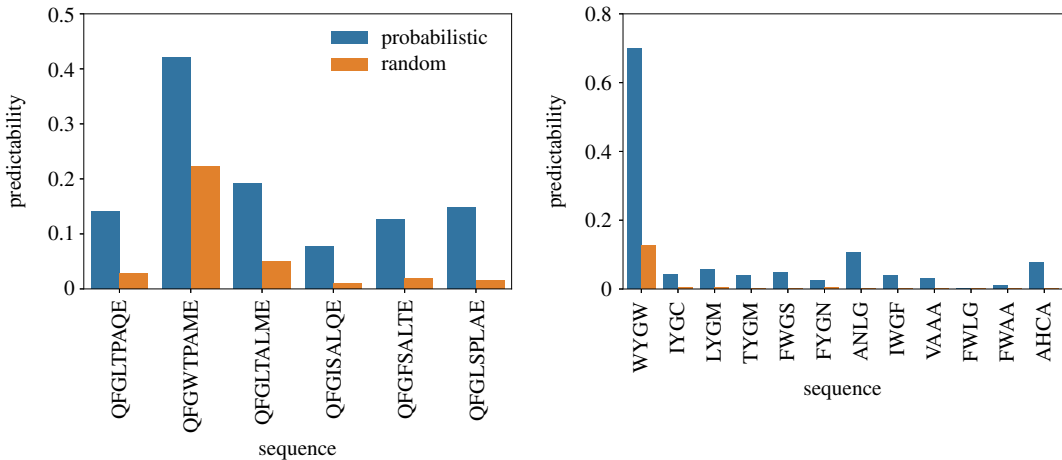 0.5
0.4
0.3
0.2
0.1
0
predictability
probabilistic
random
QFGLTPAQE
QFGWTPAME
QFGLTALME
QFGISALQE
QFGFSALTE
QFGLSPLAE
sequence
0.8
0.6
0.4
0.2
0
predictability
WYGW
IYGC
LYGM
TYGM
FWGS
FYGN
ANLG
IWGF
VAAA
FWLG
FWAA
AHCA
sequence